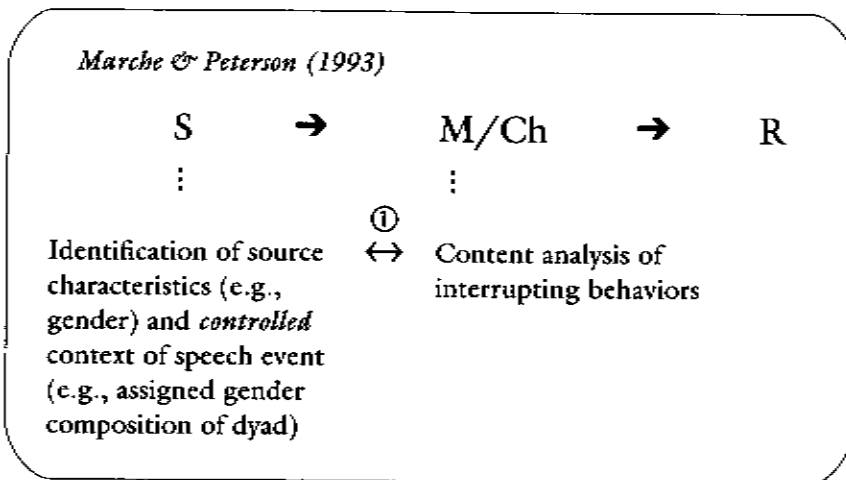 Marche & Peterson (1993)
S → M/Ch → R
⋮ ⋮
①
Identification of source ↔ Content analysis of
characteristics (e.g., interrupting behaviors
gender) and controlled
context of speech event
(e.g., assigned gender
composition of dyad)